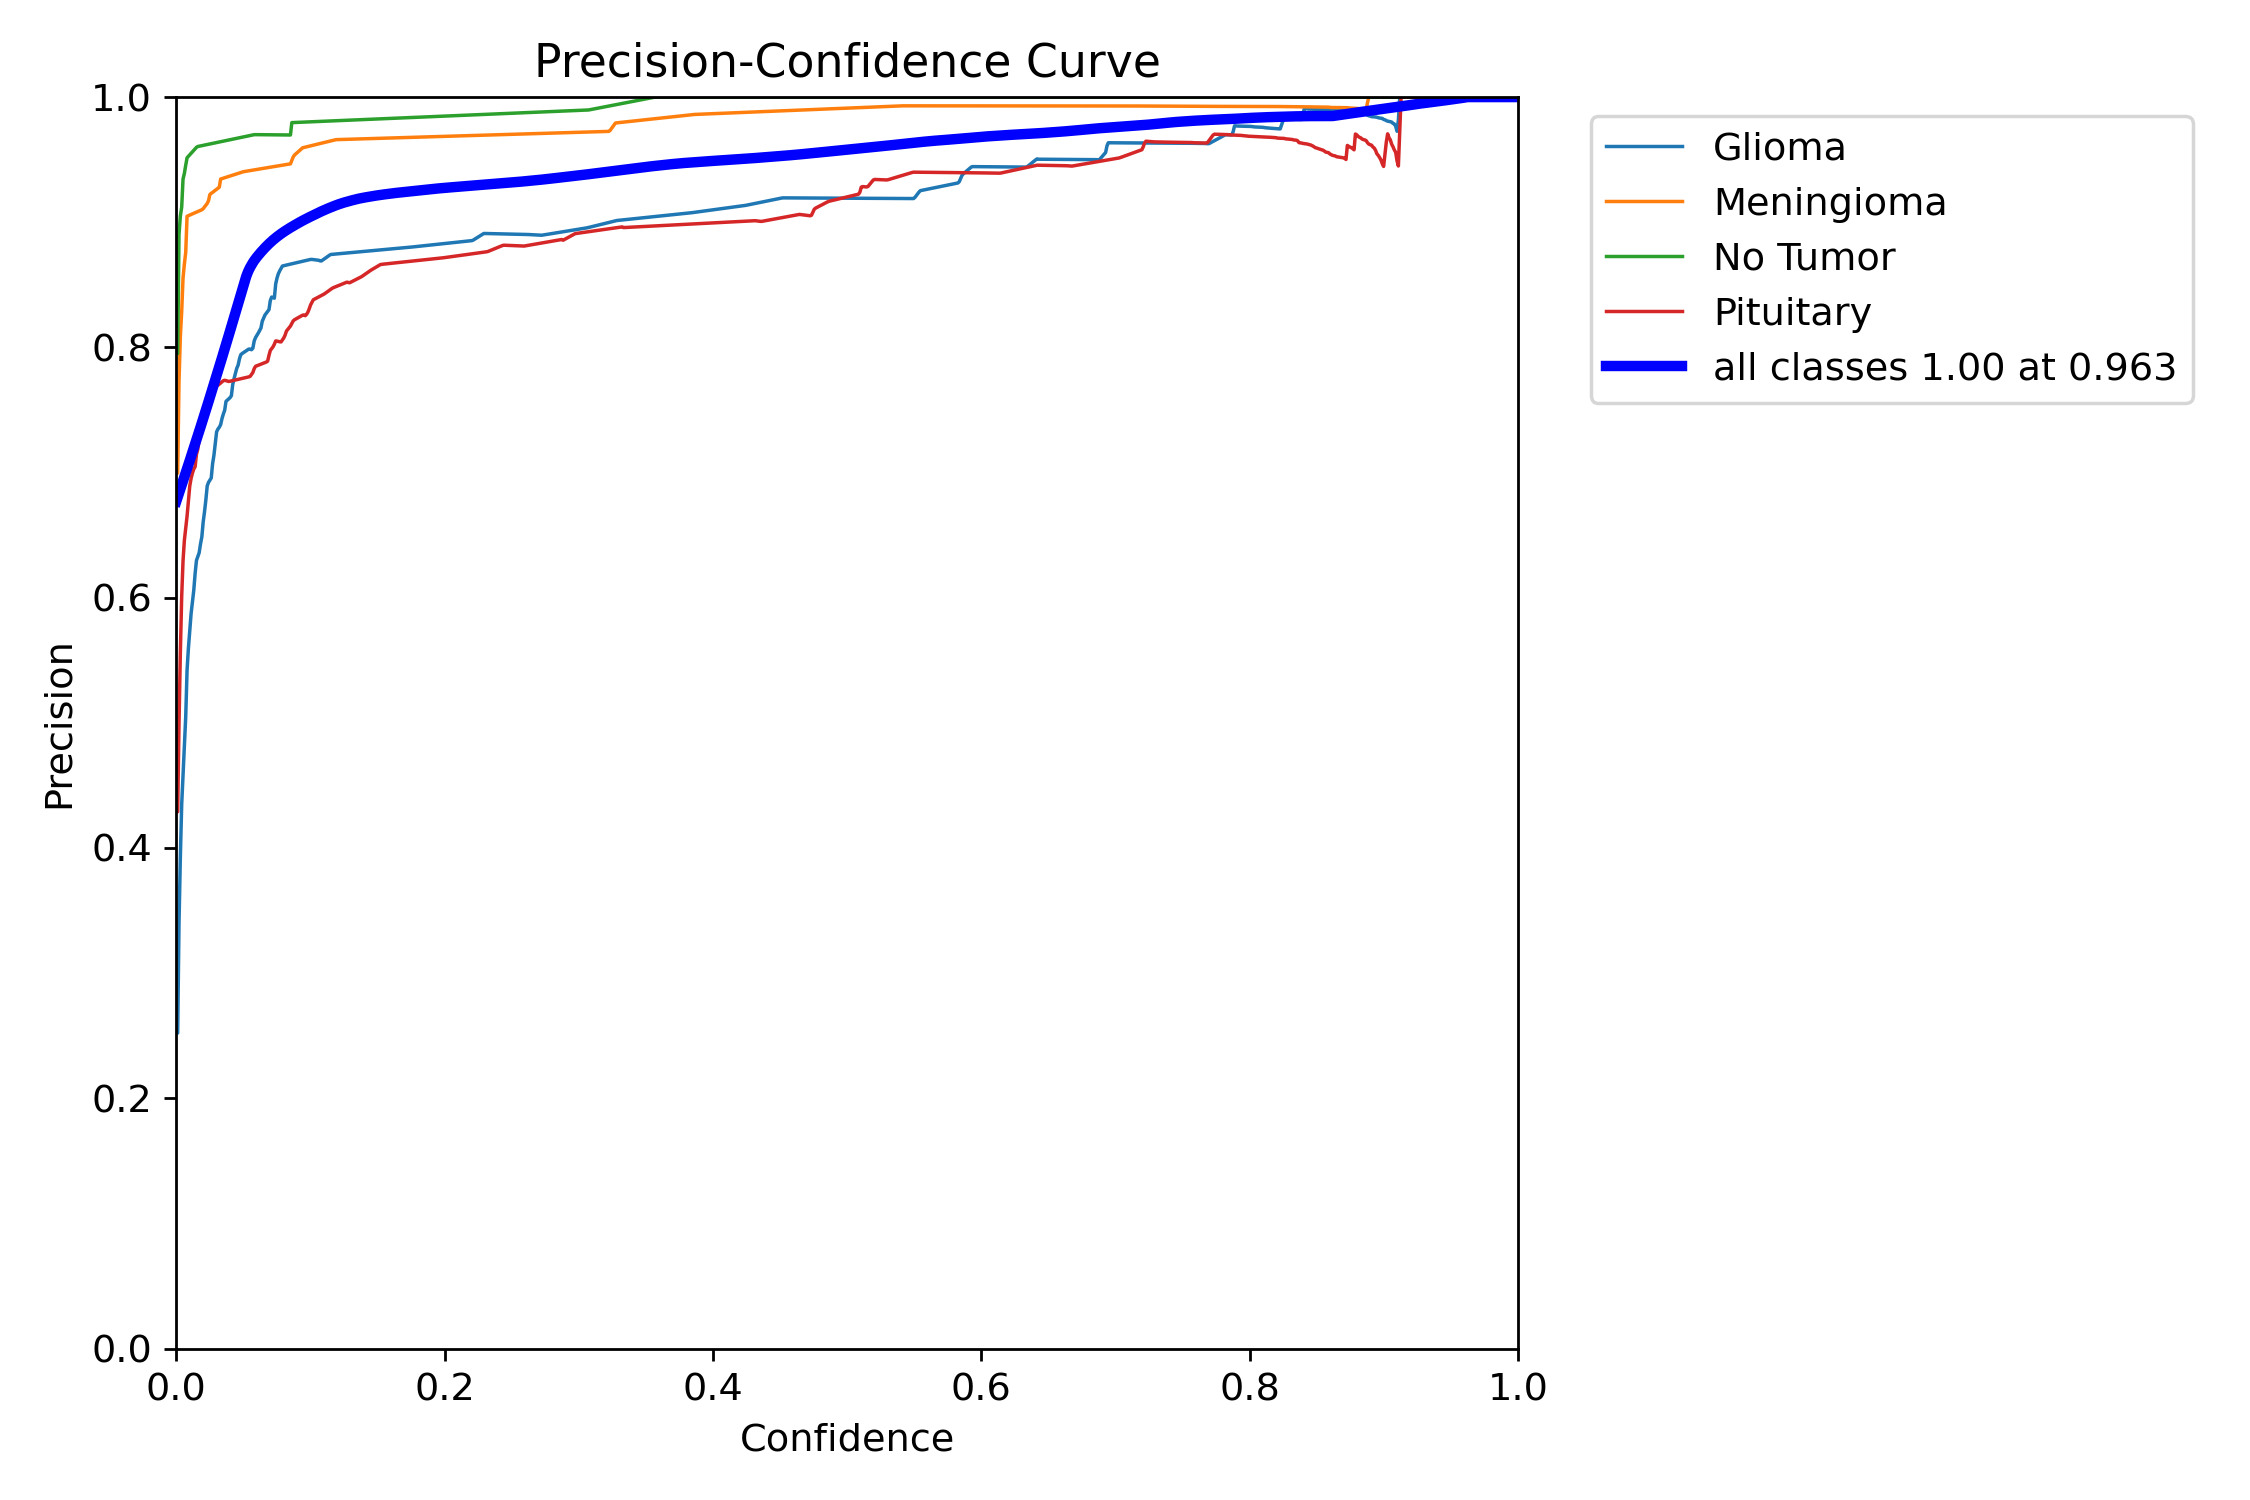 Precision-Confidence Curve
1.0
0.8
0.6
0.4
0.2
0.0
Precision
0.0 0.2 0.4 0.6 0.8 1.0
Confidence
Glioma
Meningioma
No Tumor
Pituitary
all classes 1.00 at 0.963